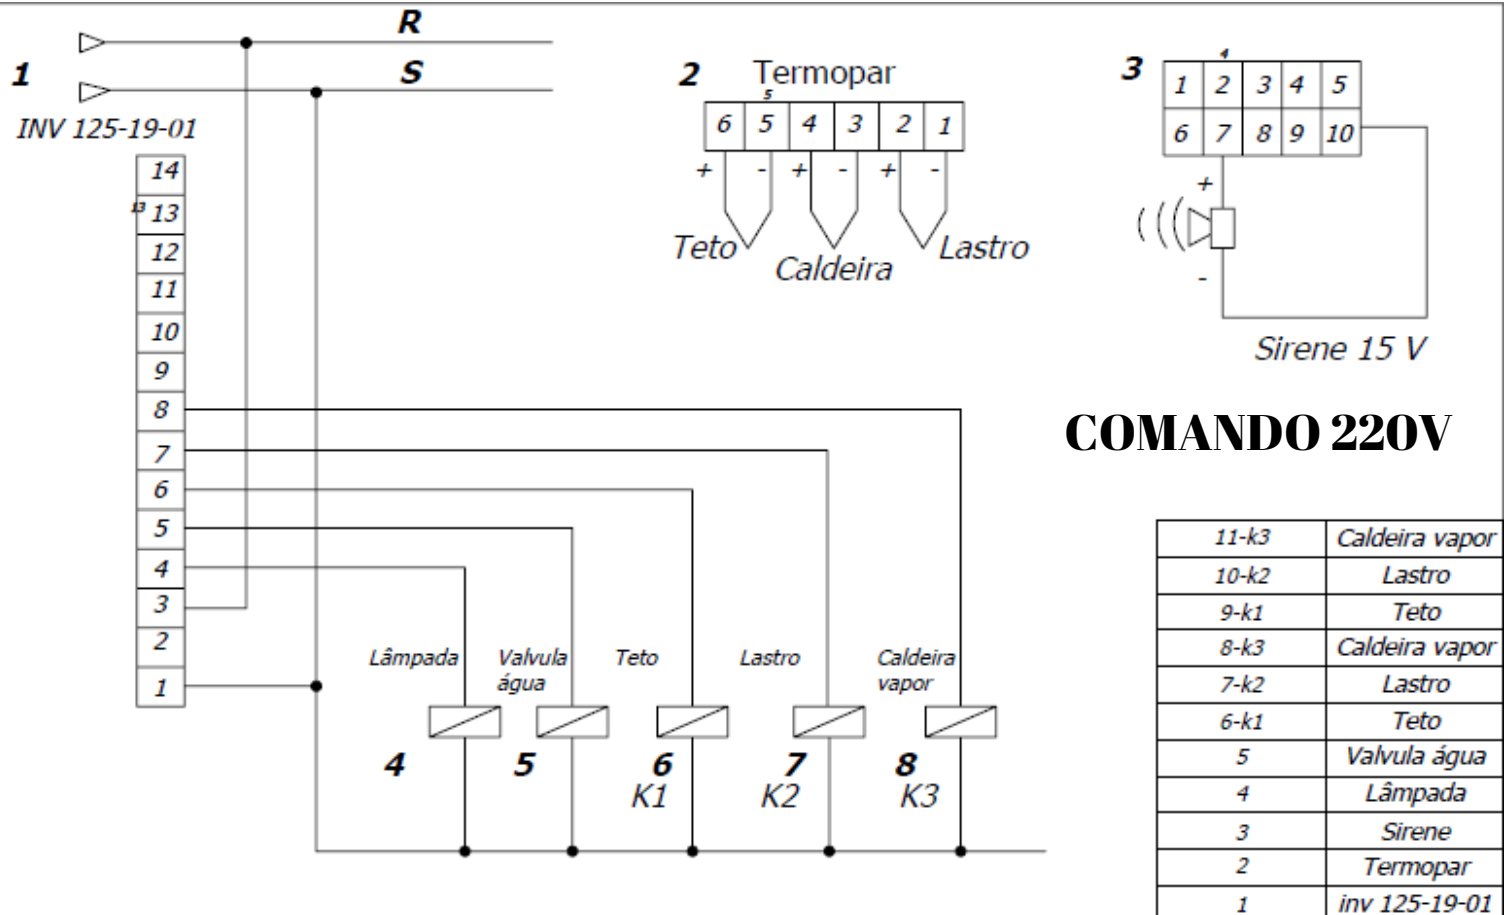 R
1
S
INV 125-19-01
14
13 13
12
11
10
9
8
7
6
5
4
3
2
1
2 Termopar
5
6 5 4 3 2 1
+ - + - + -
Teto
Caldeira
Lastro
3
4
1 2 3 4 5
6 7 8 9 10
+
-
Sirene 15 V
COMANDO 220V
Lâmpada
Valvula
água
Teto
Lastro
Caldeira
vapor
4
5
6
K1
7
K2
8
K3
11-k3 Caldeira vapor
10-k2 Lastro
9-k1 Teto
8-k3 Caldeira vapor
7-k2 Lastro
6-k1 Teto
5 Valvula água
4 Lâmpada
3 Sirene
2 Termopar
1 inv 125-19-01